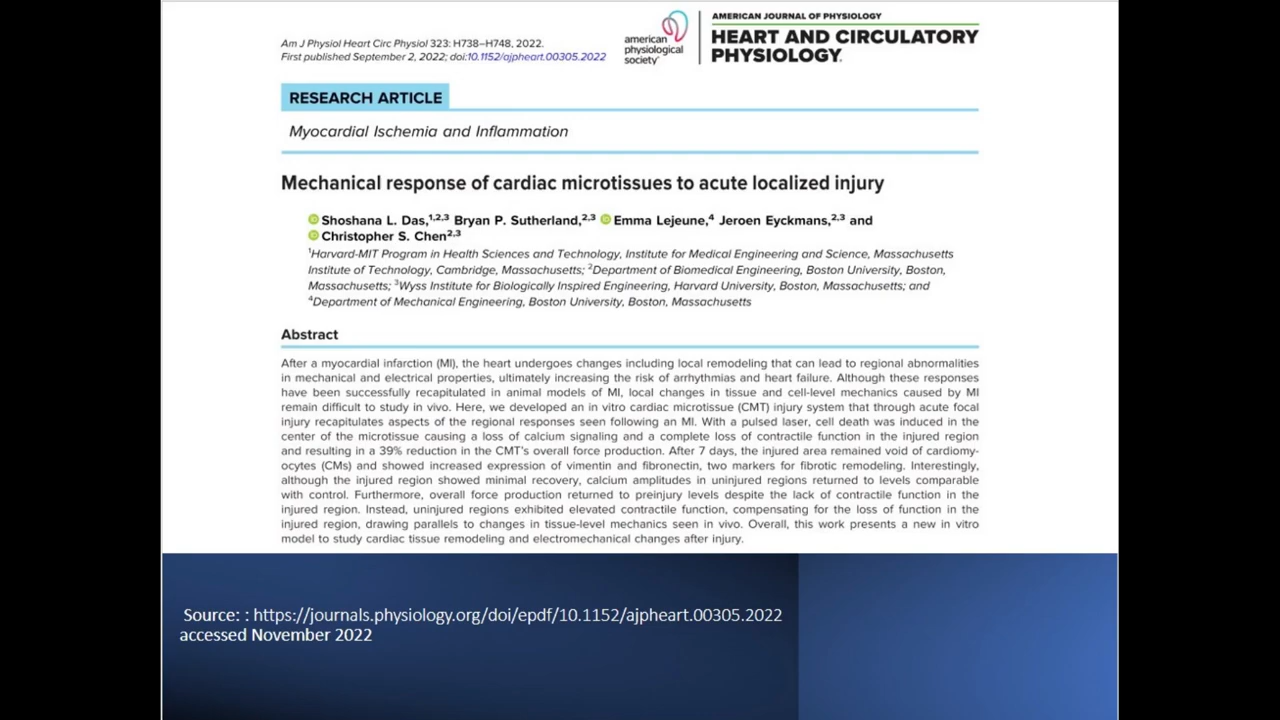 Am J Physiol Heart Circ Physiol 323: H738–H748, 2022.
First published September 2, 2022; doi:10.1152/ajpheart.00305.2022
american
physiological
society
AMERICAN JOURNAL OF PHYSIOLOGY
HEART AND CIRCULATORY
PHYSIOLOGY.
RESEARCH ARTICLE
Myocardial Ischemia and Inflammation
Mechanical response of cardiac microtissues to acute localized injury
Shoshana L. Das,1,2,3 Bryan P. Sutherland,2,3 Emma Lejeune,4 Jeroen Eyckmans,2,3 and
Christopher S. Chen2,3
1Harvard-MIT Program in Health Sciences and Technology, Institute for Medical Engineering and Science, Massachusetts
Institute of Technology, Cambridge, Massachusetts; 2Department of Biomedical Engineering, Boston University, Boston,
Massachusetts; 3Wyss Institute for Biologically Inspired Engineering, Harvard University, Boston, Massachusetts; and
4Department of Mechanical Engineering, Boston University, Boston, Massachusetts
Abstract
After a myocardial infarction (MI), the heart undergoes changes including local remodeling that can lead to regional abnormalities
in mechanical and electrical properties, ultimately increasing the risk of arrhythmias and heart failure. Although these responses
have been successfully recapitulated in animal models of MI, local changes in tissue and cell-level mechanics caused by MI
remain difficult to study in vivo. Here, we developed an in vitro cardiac microtissue (CMT) injury system that through acute focal
injury recapitulates aspects of the regional responses seen following an MI. With a pulsed laser, cell death was induced in the
center of the microtissue causing a loss of calcium signaling and a complete loss of contractile function in the injured region
and resulting in a 39% reduction in the CMT's overall force production. After 7 days, the injured area remained void of cardiomy-
ocytes (CMs) and showed increased expression of vimentin and fibronectin, two markers for fibrotic remodeling. Interestingly,
although the injured region showed minimal recovery, calcium amplitudes in uninjured regions returned to levels comparable
with control. Furthermore, overall force production returned to preinjury levels despite the lack of contractile function in the
injured region. Instead, uninjured regions exhibited elevated contractile function, compensating for the loss of function in the
injured region, drawing parallels to changes in tissue-level mechanics seen in vivo. Overall, this work presents a new in vitro
model to study cardiac tissue remodeling and electromechanical changes after injury.
Source: : https://journals.physiology.org/doi/epdf/10.1152/ajpheart.00305.2022
accessed November 2022